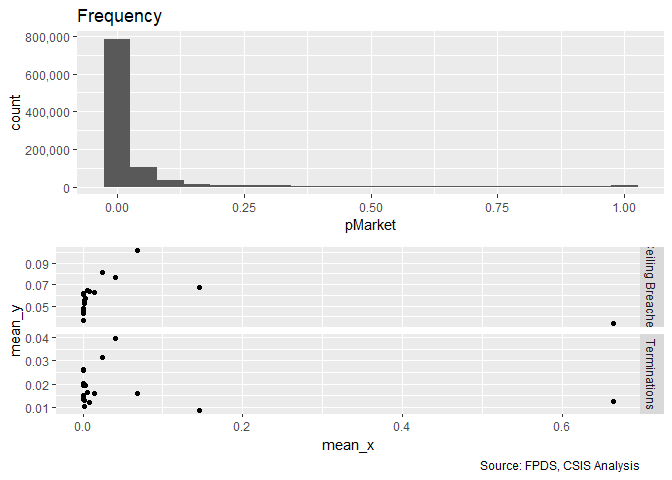 Frequency
800,000
600,000
400,000
200,000
0
count
0.00 0.25 0.50 0.75 1.00
pMarket
0.09
0.07
0.05
eiling Breache
0.04
0.03
0.02
0.01
Terminations
mean_y
0.0 0.2 0.4 0.6
mean_x
Source: FPDS, CSIS Analysis